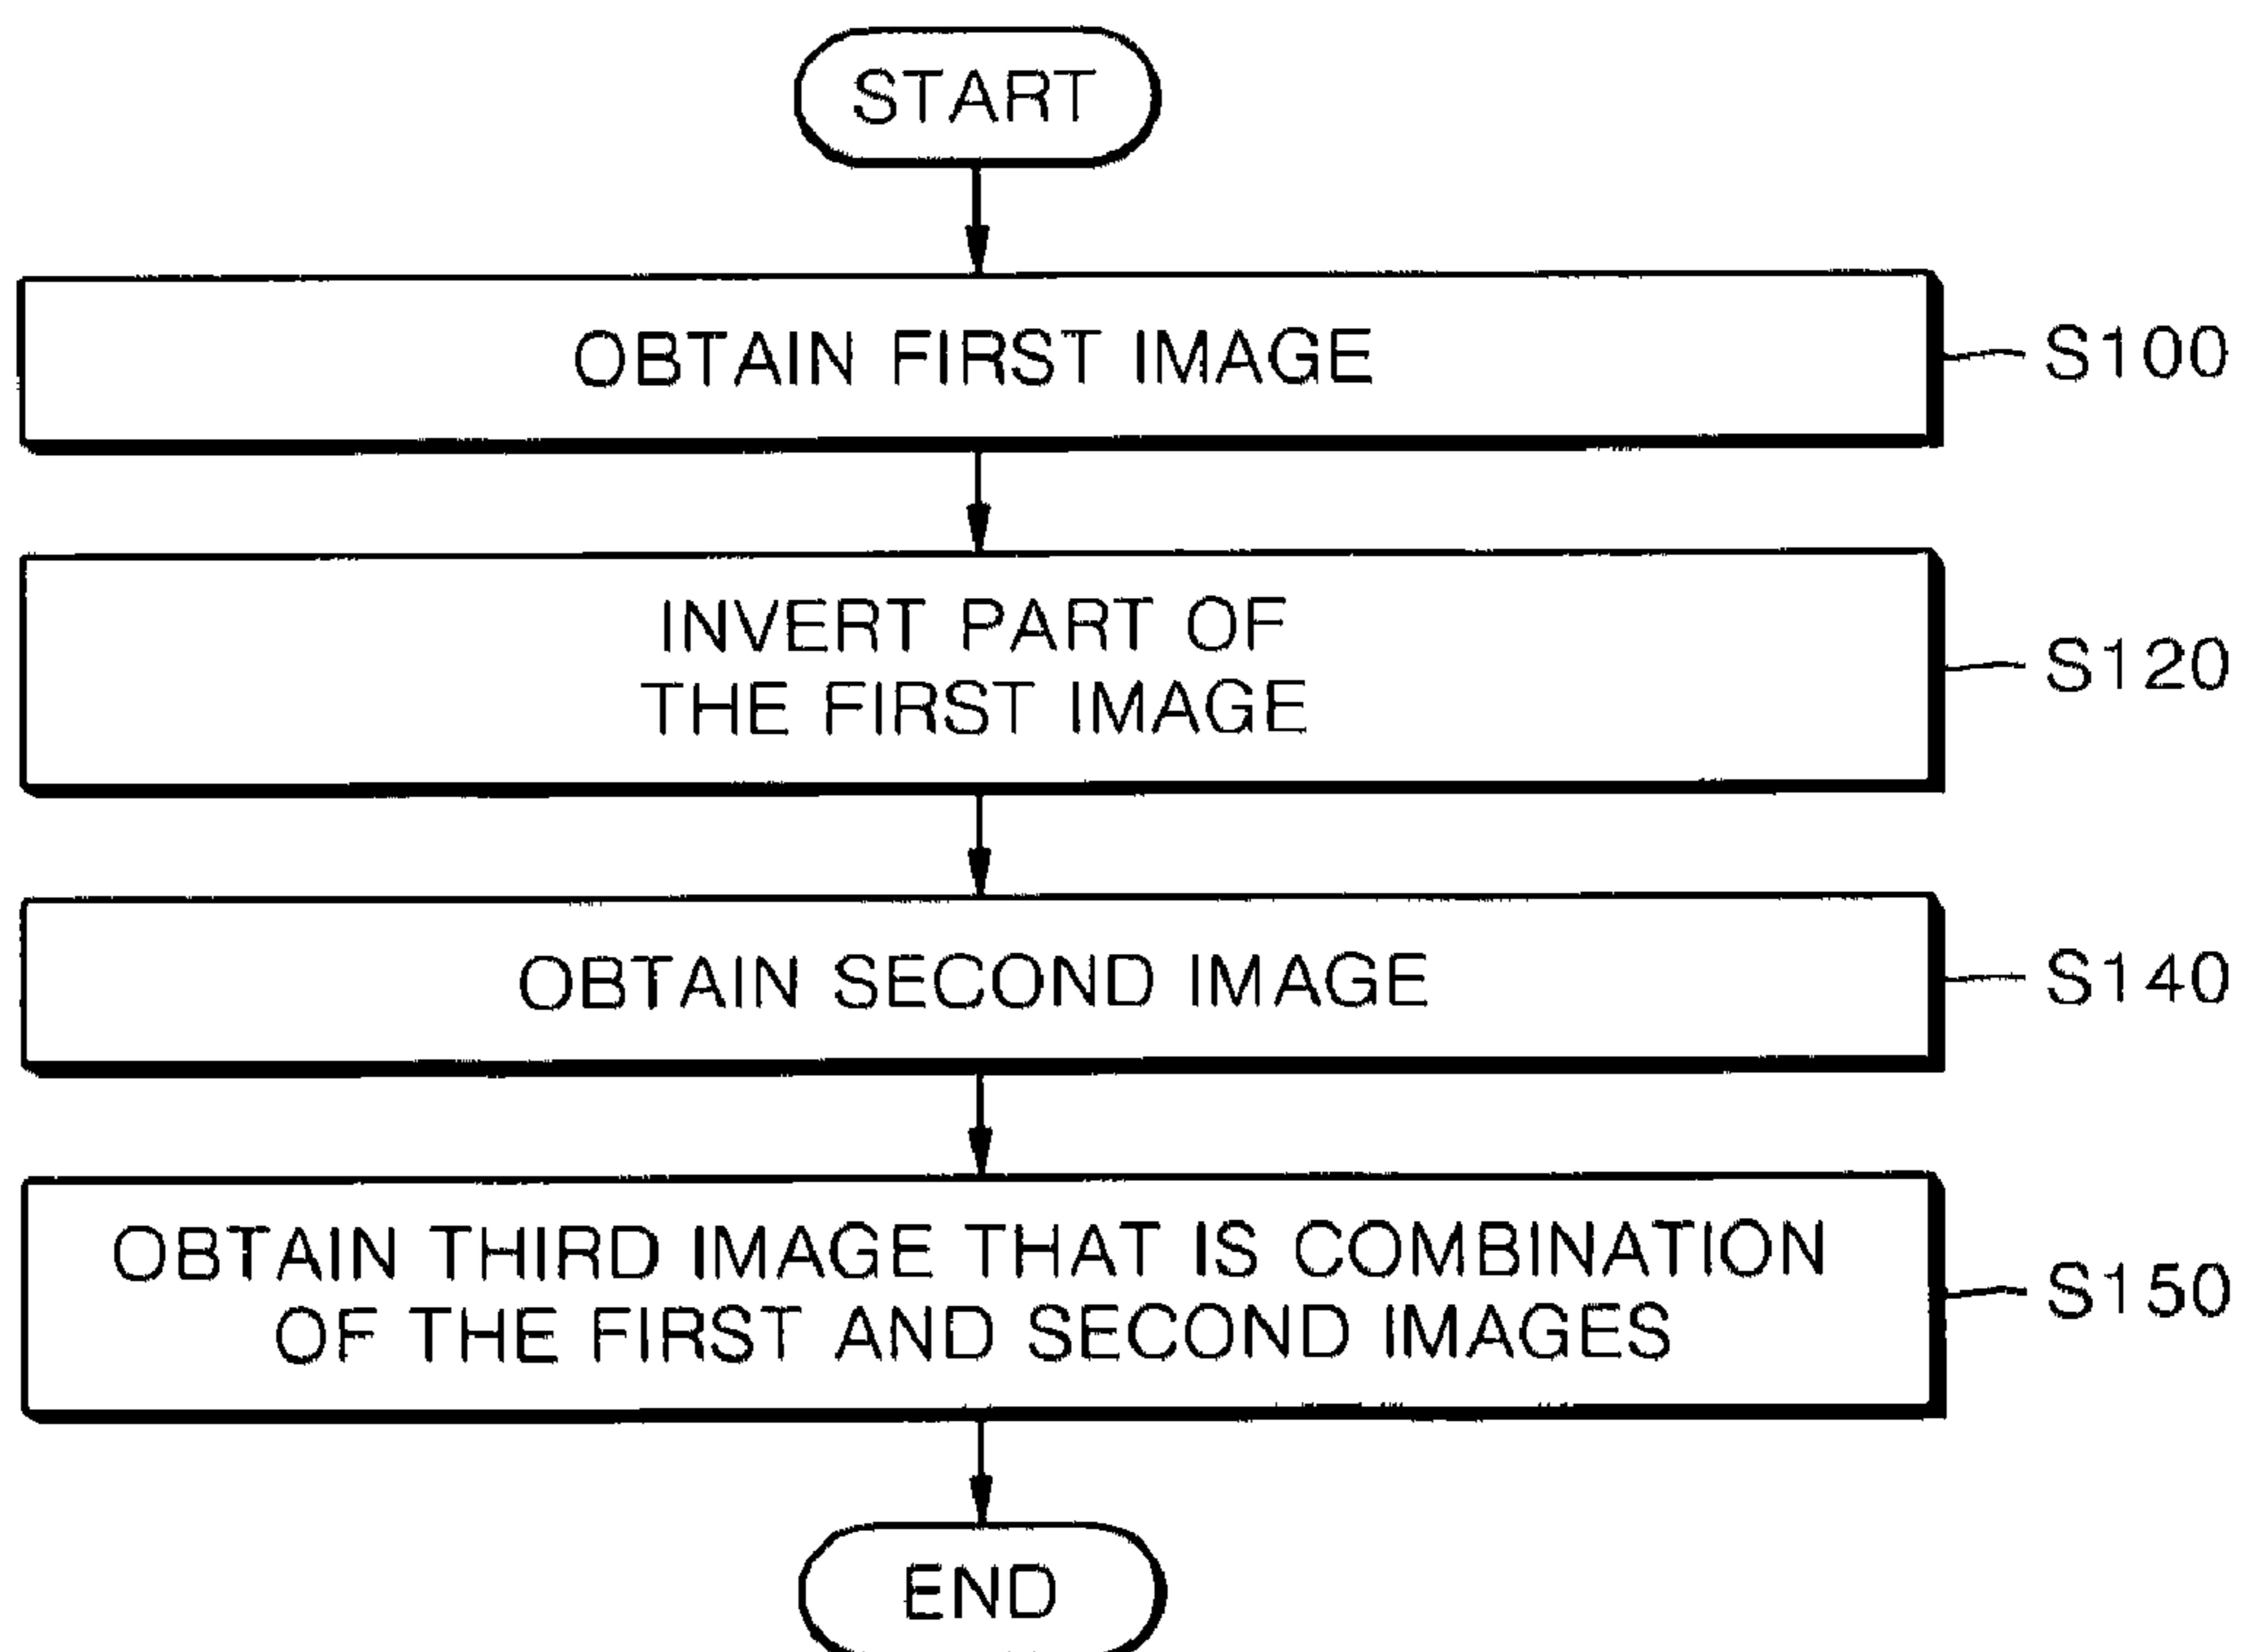 START
OBTAIN FIRST IMAGE
S100
INVERT PART OF
THE FIRST IMAGE
S120
OBTAIN SECOND IMAGE
S140
OBTAIN THIRD IMAGE THAT IS COMBINATION
OF THE FIRST AND SECOND IMAGES
S150
END